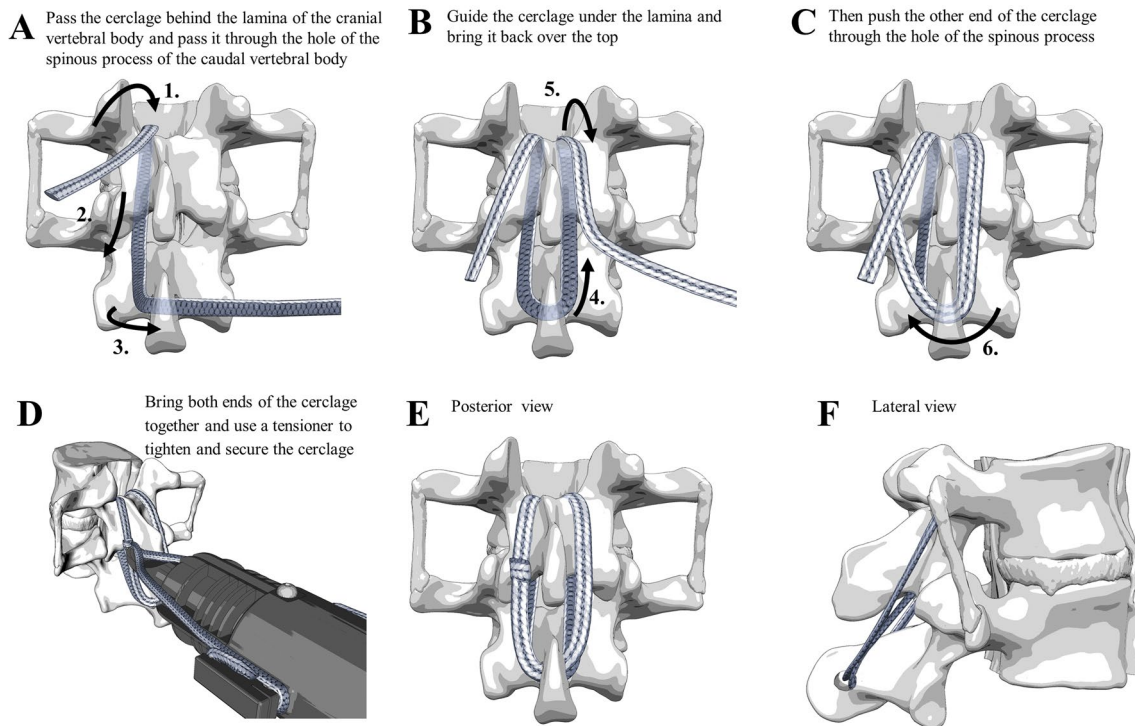 A
Pass the cerclage behind the lamina of the cranial
vertebral body and pass it through the hole of the
spinous process of the caudal vertebral body
1.
2.
3.
B
Guide the cerclage under the lamina and
bring it back over the top
5.
4.
C
Then push the other end of the cerclage
through the hole of the spinous process
6.
D
Bring both ends of the cerclage
together and use a tensioner to
tighten and secure the cerclage
E
Posterior view
F
Lateral view